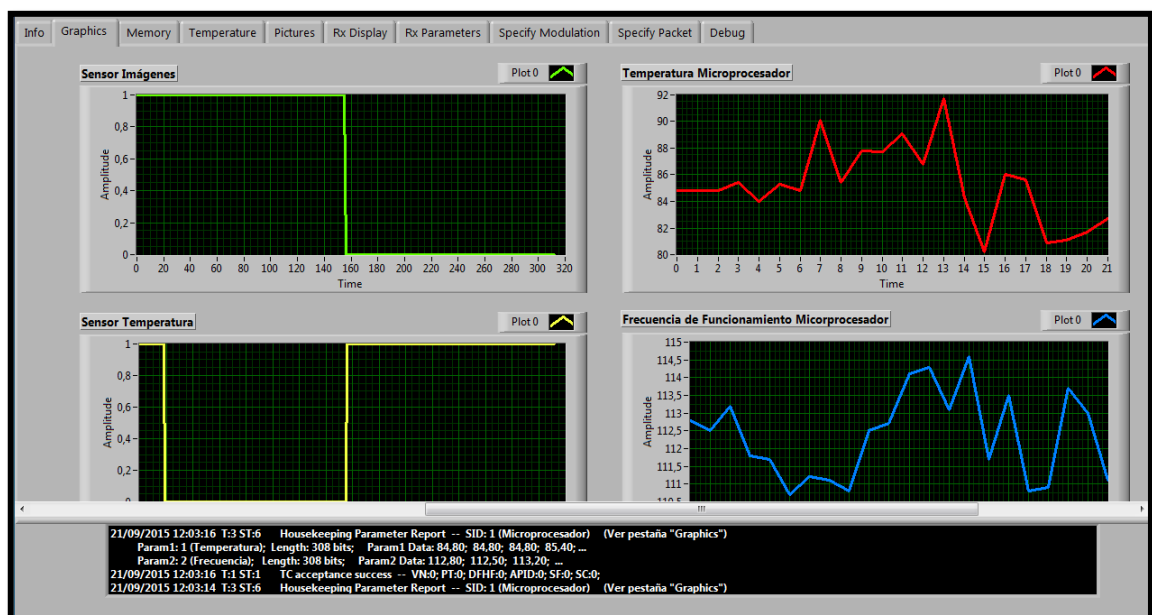 Info Graphics Memory Temperature Pictures Rx Display Rx Parameters Specify Modulation Specify Packet Debug
Sensor Imágenes
Plot 0
1
0,8
0,6
0,4
0,2
0
Amplitude
0 20 40 60 80 100 120 140 160 180 200 220 240 260 280 300 320
Time
Temperatura Microprocesador
Plot 0
92
90
88
86
84
82
80
Amplitude
0 1 2 3 4 5 6 7 8 9 10 11 12 13 14 15 16 17 18 19 20 21
Time
Sensor Temperatura
Plot 0
1
0,8
0,6
0,4
0,2
0
Amplitude
Frecuencia de Funcionamiento Micorprocesador
Plot 0
115
114,5
114
113,5
113
112,5
112
111,5
111
110,5
Amplitude
21/09/2015 12:03:16 T:3 ST:6 Housekeeping Parameter Report -- SID: 1 (Microprocesador) (Ver pestaña "Graphics")
Param1: 1 (Temperatura); Length: 308 bits; Param1 Data: 84,80; 84,80; 84,80; 85,40; ...
Param2: 2 (Frecuencia); Length: 308 bits; Param2 Data: 112,80; 112,50; 113,20; ...
21/09/2015 12:03:16 T:1 ST:1 TC acceptance success -- VN:0; PT:0; DFHF:0; APID:0; SF:0; SC:0;
21/09/2015 12:03:14 T:3 ST:6 Housekeeping Parameter Report -- SID: 1 (Microprocesador) (Ver pestaña "Graphics")